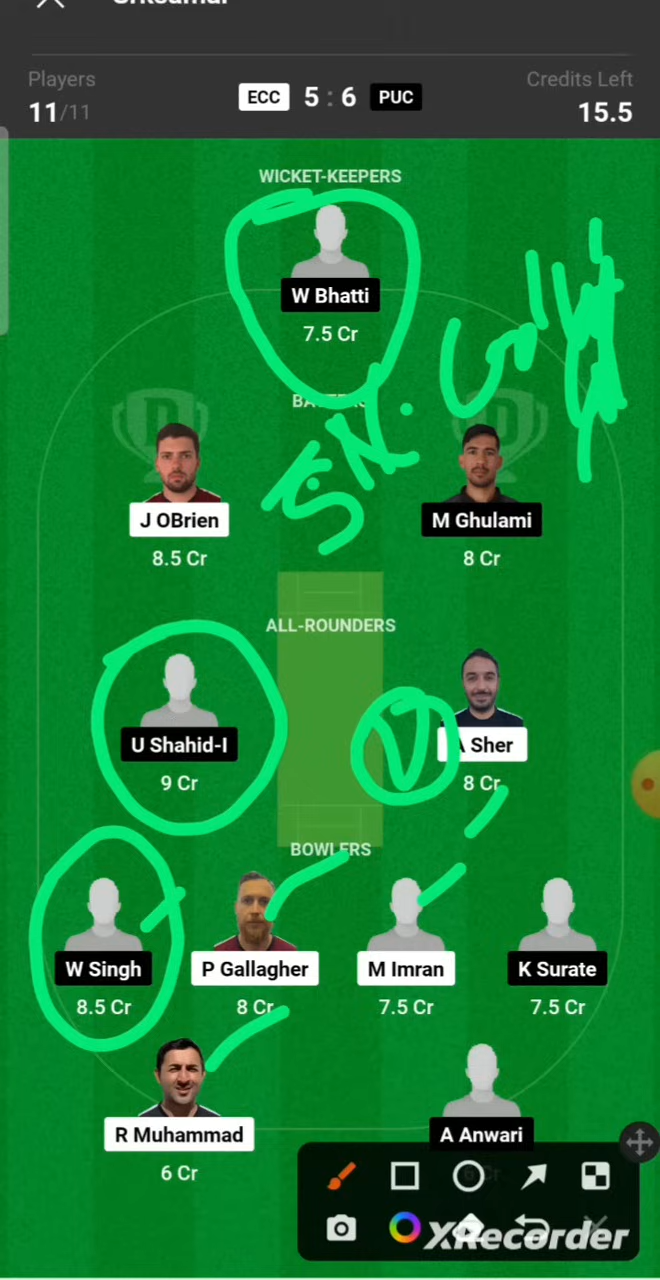 Players
Credits Left
11/11
ECC 5 : 6 PUC
15.5
WICKET-KEEPERS
W Bhatti
7.5 Cr
J OBrien
M Ghulami
8.5 Cr
8 Cr
ALL-ROUNDERS
U Shahid-I
Sher
9 Cr
8 Cr
BOWLERS
W Singh
P Gallagher
M Imran
K Surate
8.5 Cr
8 Cr
7.5 Cr
7.5 Cr
R Muhammad
A Anwari
6 Cr
XRecorder